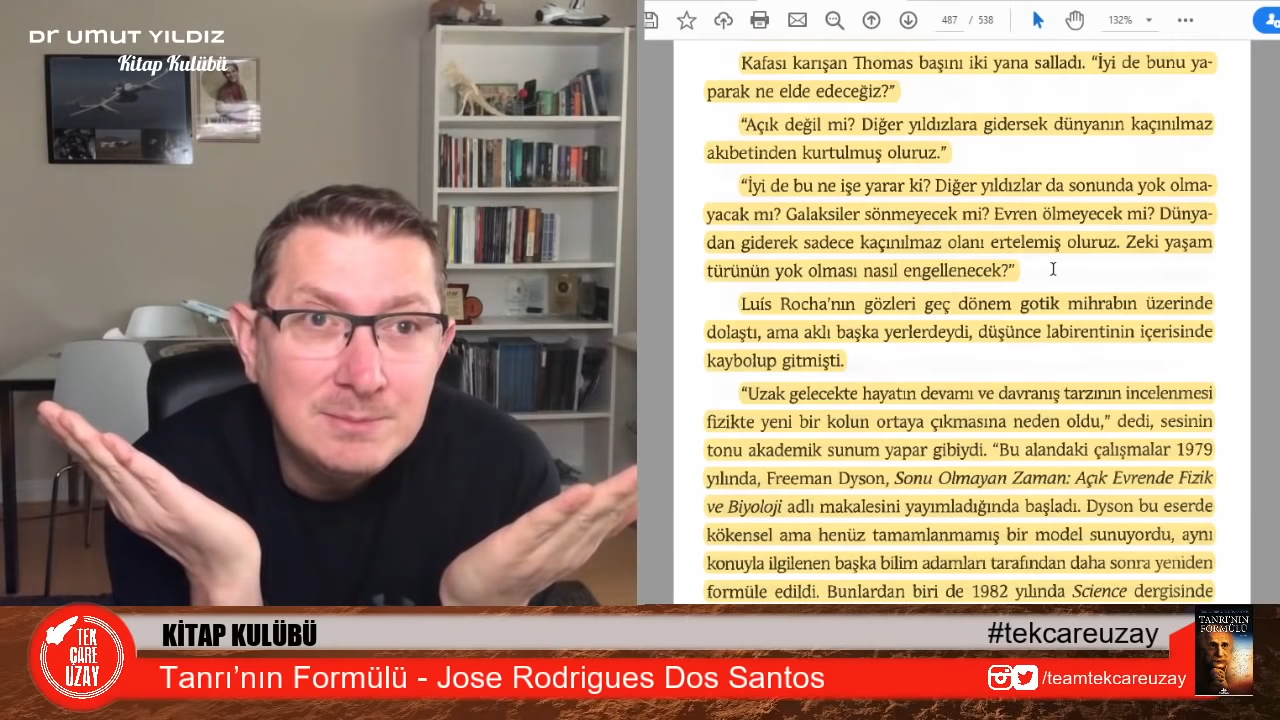 Dr UMUT YILDIZ
Kitap Kulübü
487 / 538
132%
Kafası karışan Thomas başını iki yana salladı. “İyi de bunu ya-
parak ne elde edeceğiz?”
“Açık değil mi? Diğer yıldızlara gidersek dünyanın kaçınılmaz
akıbetinden kurtulmuş oluruz.”
“İyi de bu ne işe yarar ki? Diğer yıldızlar da sonunda yok olma-
yacak mı? Galaksiler sönmeyecek mi? Evren ölmeyecek mi? Dünya-
dan giderek sadece kaçınılmaz olanı ertelemiş oluruz. Zeki yaşam
türünün yok olması nasıl engellenecek?”
Luís Rocha’nın gözleri geç dönem gotik mihrabın üzerinde
dolaştı, ama aklı başka yerlerdeydi, düşünce labirentinin içerisinde
kaybolup gitmişti.
“Uzak gelecekte hayatın devamı ve davranış tarzının incelenmesi
fizikte yeni bir kolun ortaya çıkmasına neden oldu,” dedi, sesinin
tonu akademik sunum yapar gibiydi. “Bu alandaki çalışmalar 1979
yılında, Freeman Dyson, Sonu Olmayan Zaman: Açık Evrende Fizik
ve Biyoloji adlı makalesini yayımladığında başladı. Dyson bu eserde
kökensel ama henüz tamamlanmamış bir model sunuyordu, aynı
konuyla ilgilenen başka bilim adamları tarafından daha sonra yeniden
formüle edildi. Bunlardan biri de 1982 yılında Science dergisinde
TEK
ÇARE
UZAY
KİTAP KULÜBÜ
#tekcareuzay
Tanrı’nın Formülü - Jose Rodrigues Dos Santos
/teamtekcareuzay
TANRI’NIN
FORMÜLÜ